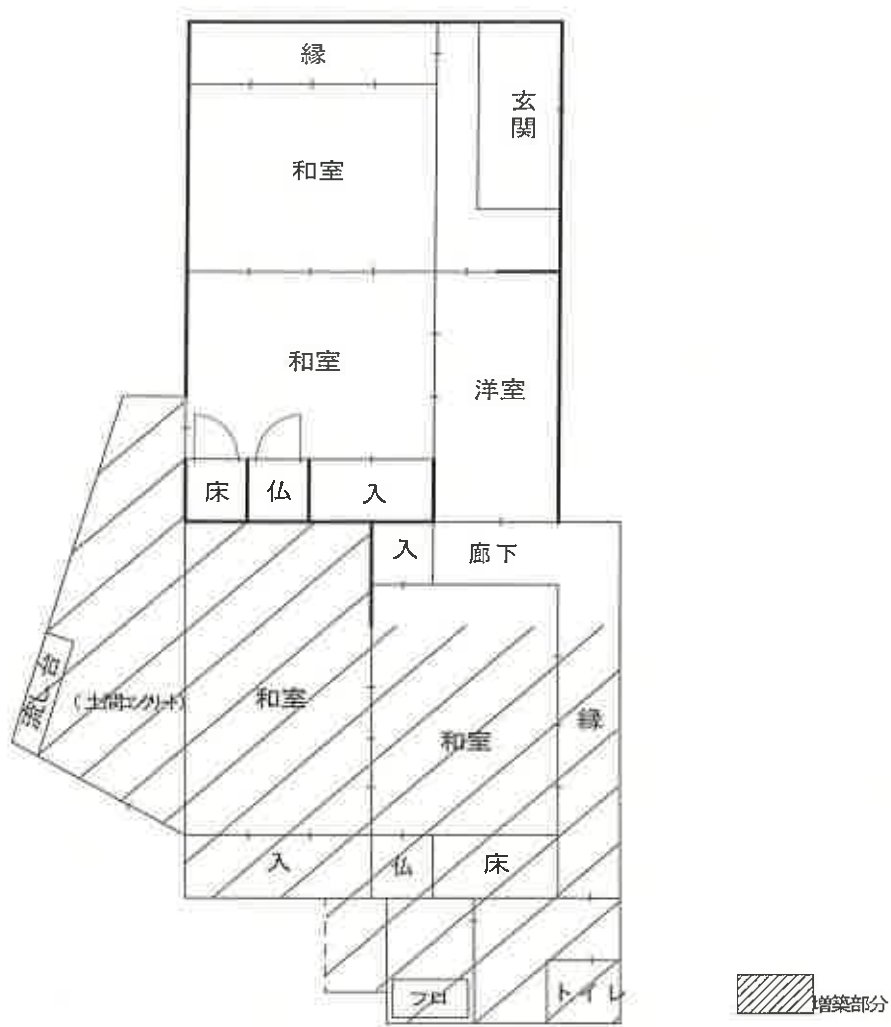 縁
玄関
和室
和室
洋室
床
仏
入
入
廊下
流し台
(土間コンクリート)
和室
和室
縁
入
仏
床
フロ
トイレ
増築部分